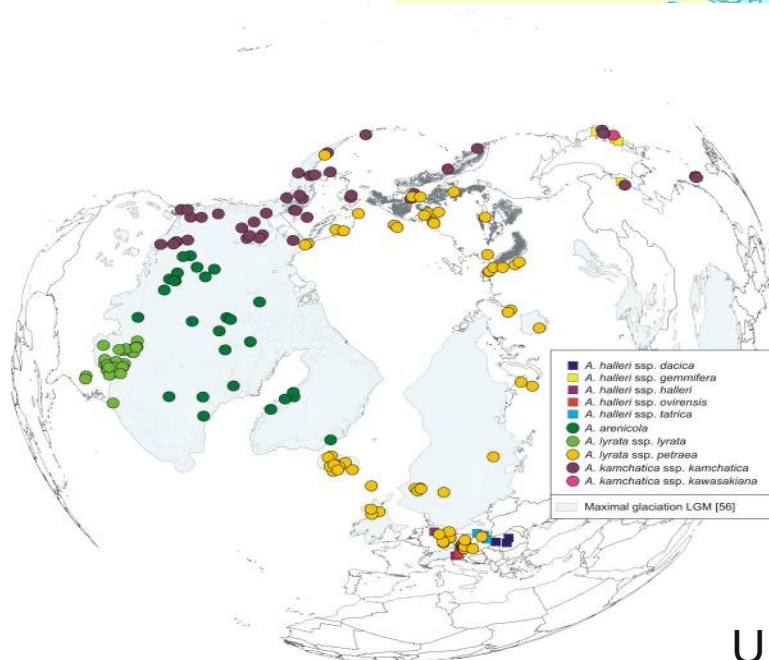 A. halleri ssp. dacica
A. halleri ssp. gemmifera
A. halleri ssp. halleri
A. halleri ssp. ovirensis
A. halleri ssp. tatrica
A. arenicola
A. lyrata ssp. lyrata
A. lyrata ssp. petraea
A. kamchatica ssp. kamchatica
A. kamchatica ssp. kawasakiana
Maximal glaciation LGM [56]
U